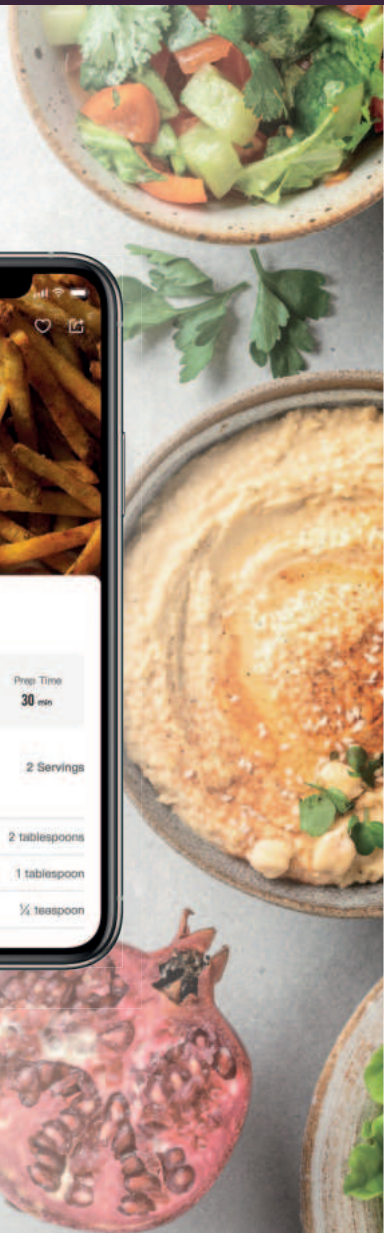 Prep Time
30 min
2 Servings
2 tablespoons
1 tablespoon
¼ teaspoon